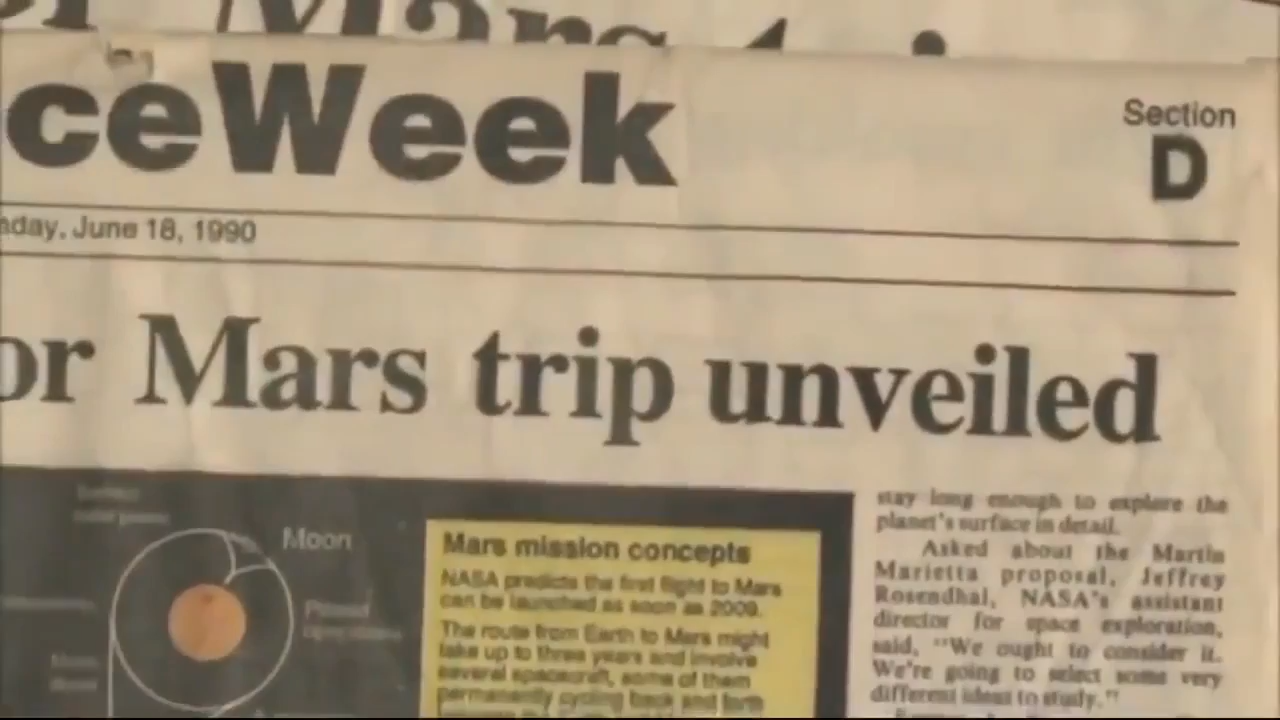 or Mars tri
ceWeek
Section
D
nday, June 18, 1990
or Mars trip unveiled
Moon
Mars mission concepts
NASA predicts the first flight to Mars
can be launched as soon as 2009.
The route from Earth to Mars might
take up to three years and involve
several spacecraft, some of them
permanently cycling back and forth
stay long enough to explore the
planet's surface in detail.
Asked about the Martin
Marietta proposal, Jeffrey
Rosendhal, NASA's assistant
director for space exploration,
said, "We ought to consider it.
We're going to select some very
different ideas to study."